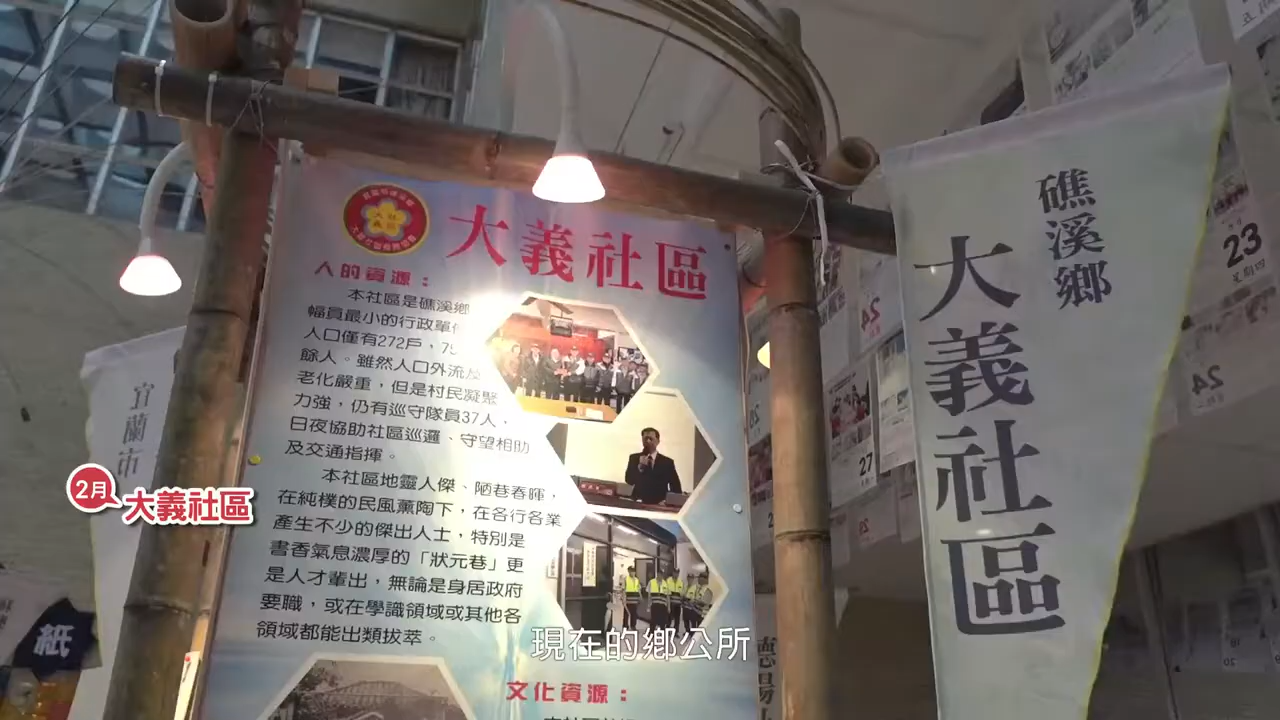 大義社區
人的資源：
本社區是礁溪鄉
幅員最小的行政單
人口僅有272戶，75
餘人。雖然人口外流及
老化嚴重，但是村民凝聚
力強，仍有巡守隊員37人，
日夜協助社區巡邏、守望相助
及交通指揮。
本社區地靈人傑、陋巷春暉，
在純樸的民風薰陶下，在各行各業
產生不少的傑出人士，特別是
書香氣息濃厚的「狀元巷」更
是人才輩出，無論是身居政府
要職，或在學識領域或其他各
領域都能出類拔萃。
文化資源：
礁溪鄉
大義社區
宜蘭市
2月
大義社區
紙
23
星期四
24
27
24
現在的鄉公所